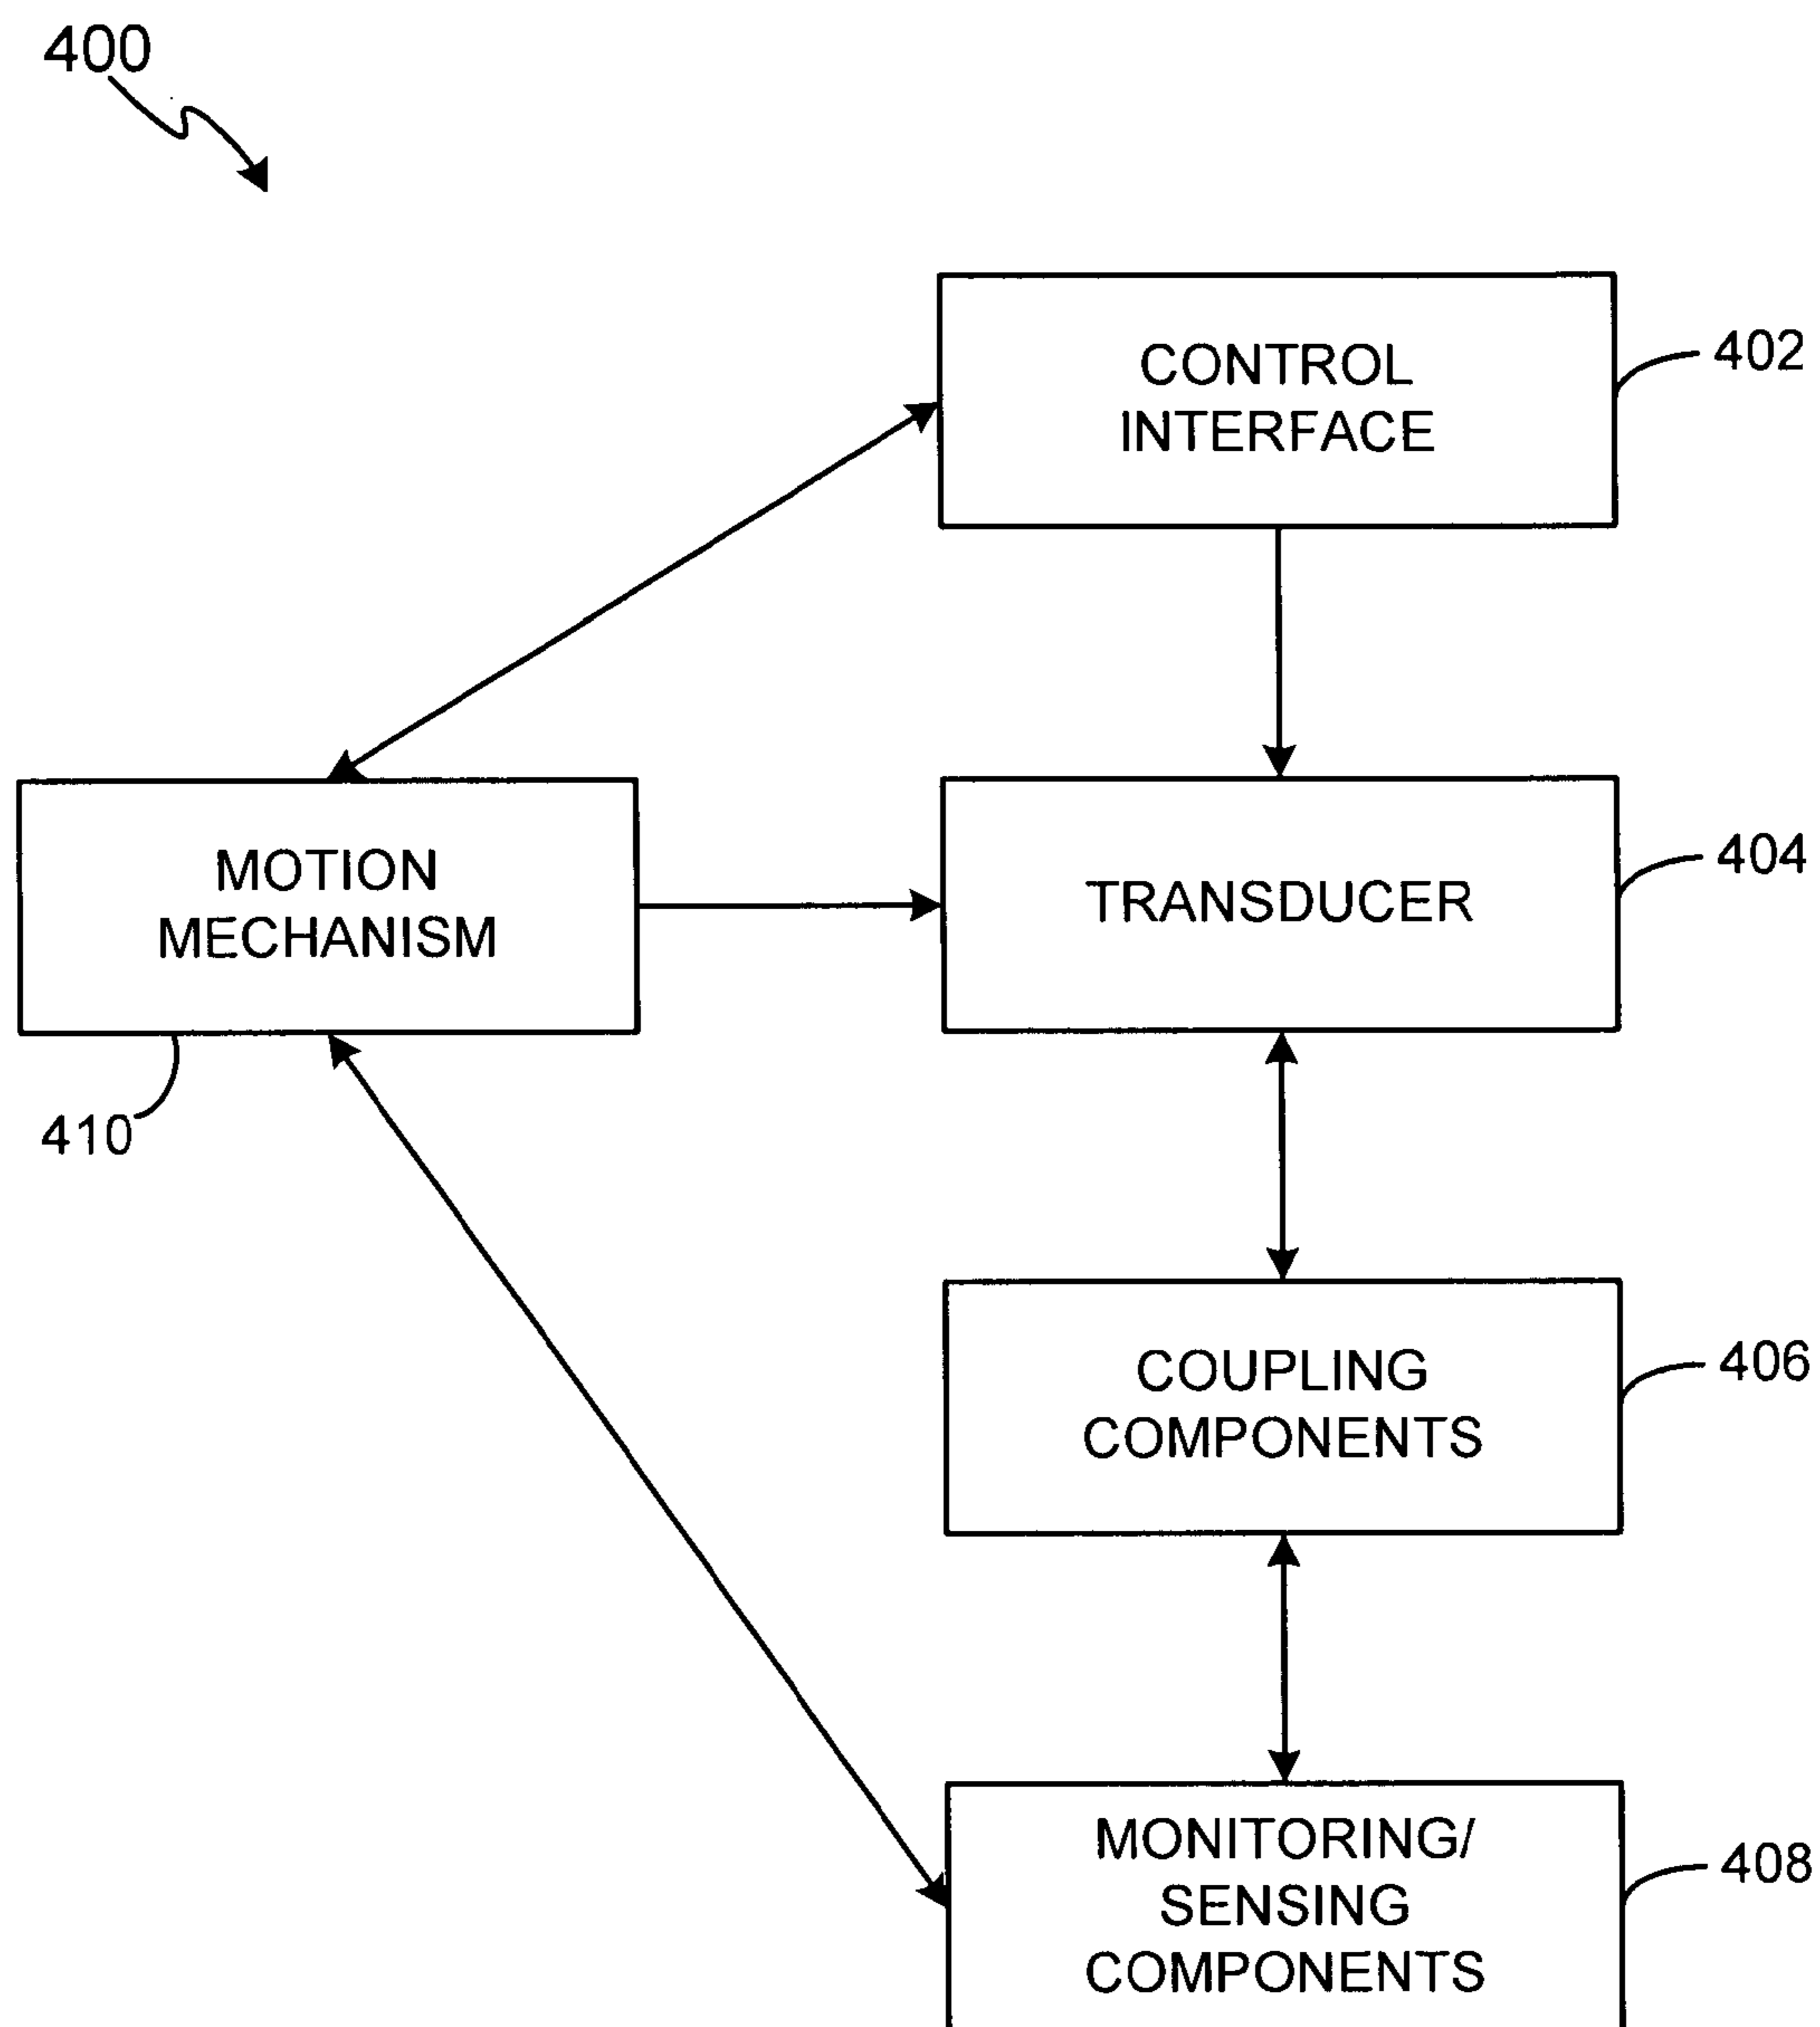 400
CONTROL
INTERFACE
402
MOTION
MECHANISM
410
TRANSDUCER
404
COUPLING
COMPONENTS
406
MONITORING/
SENSING
COMPONENTS
408